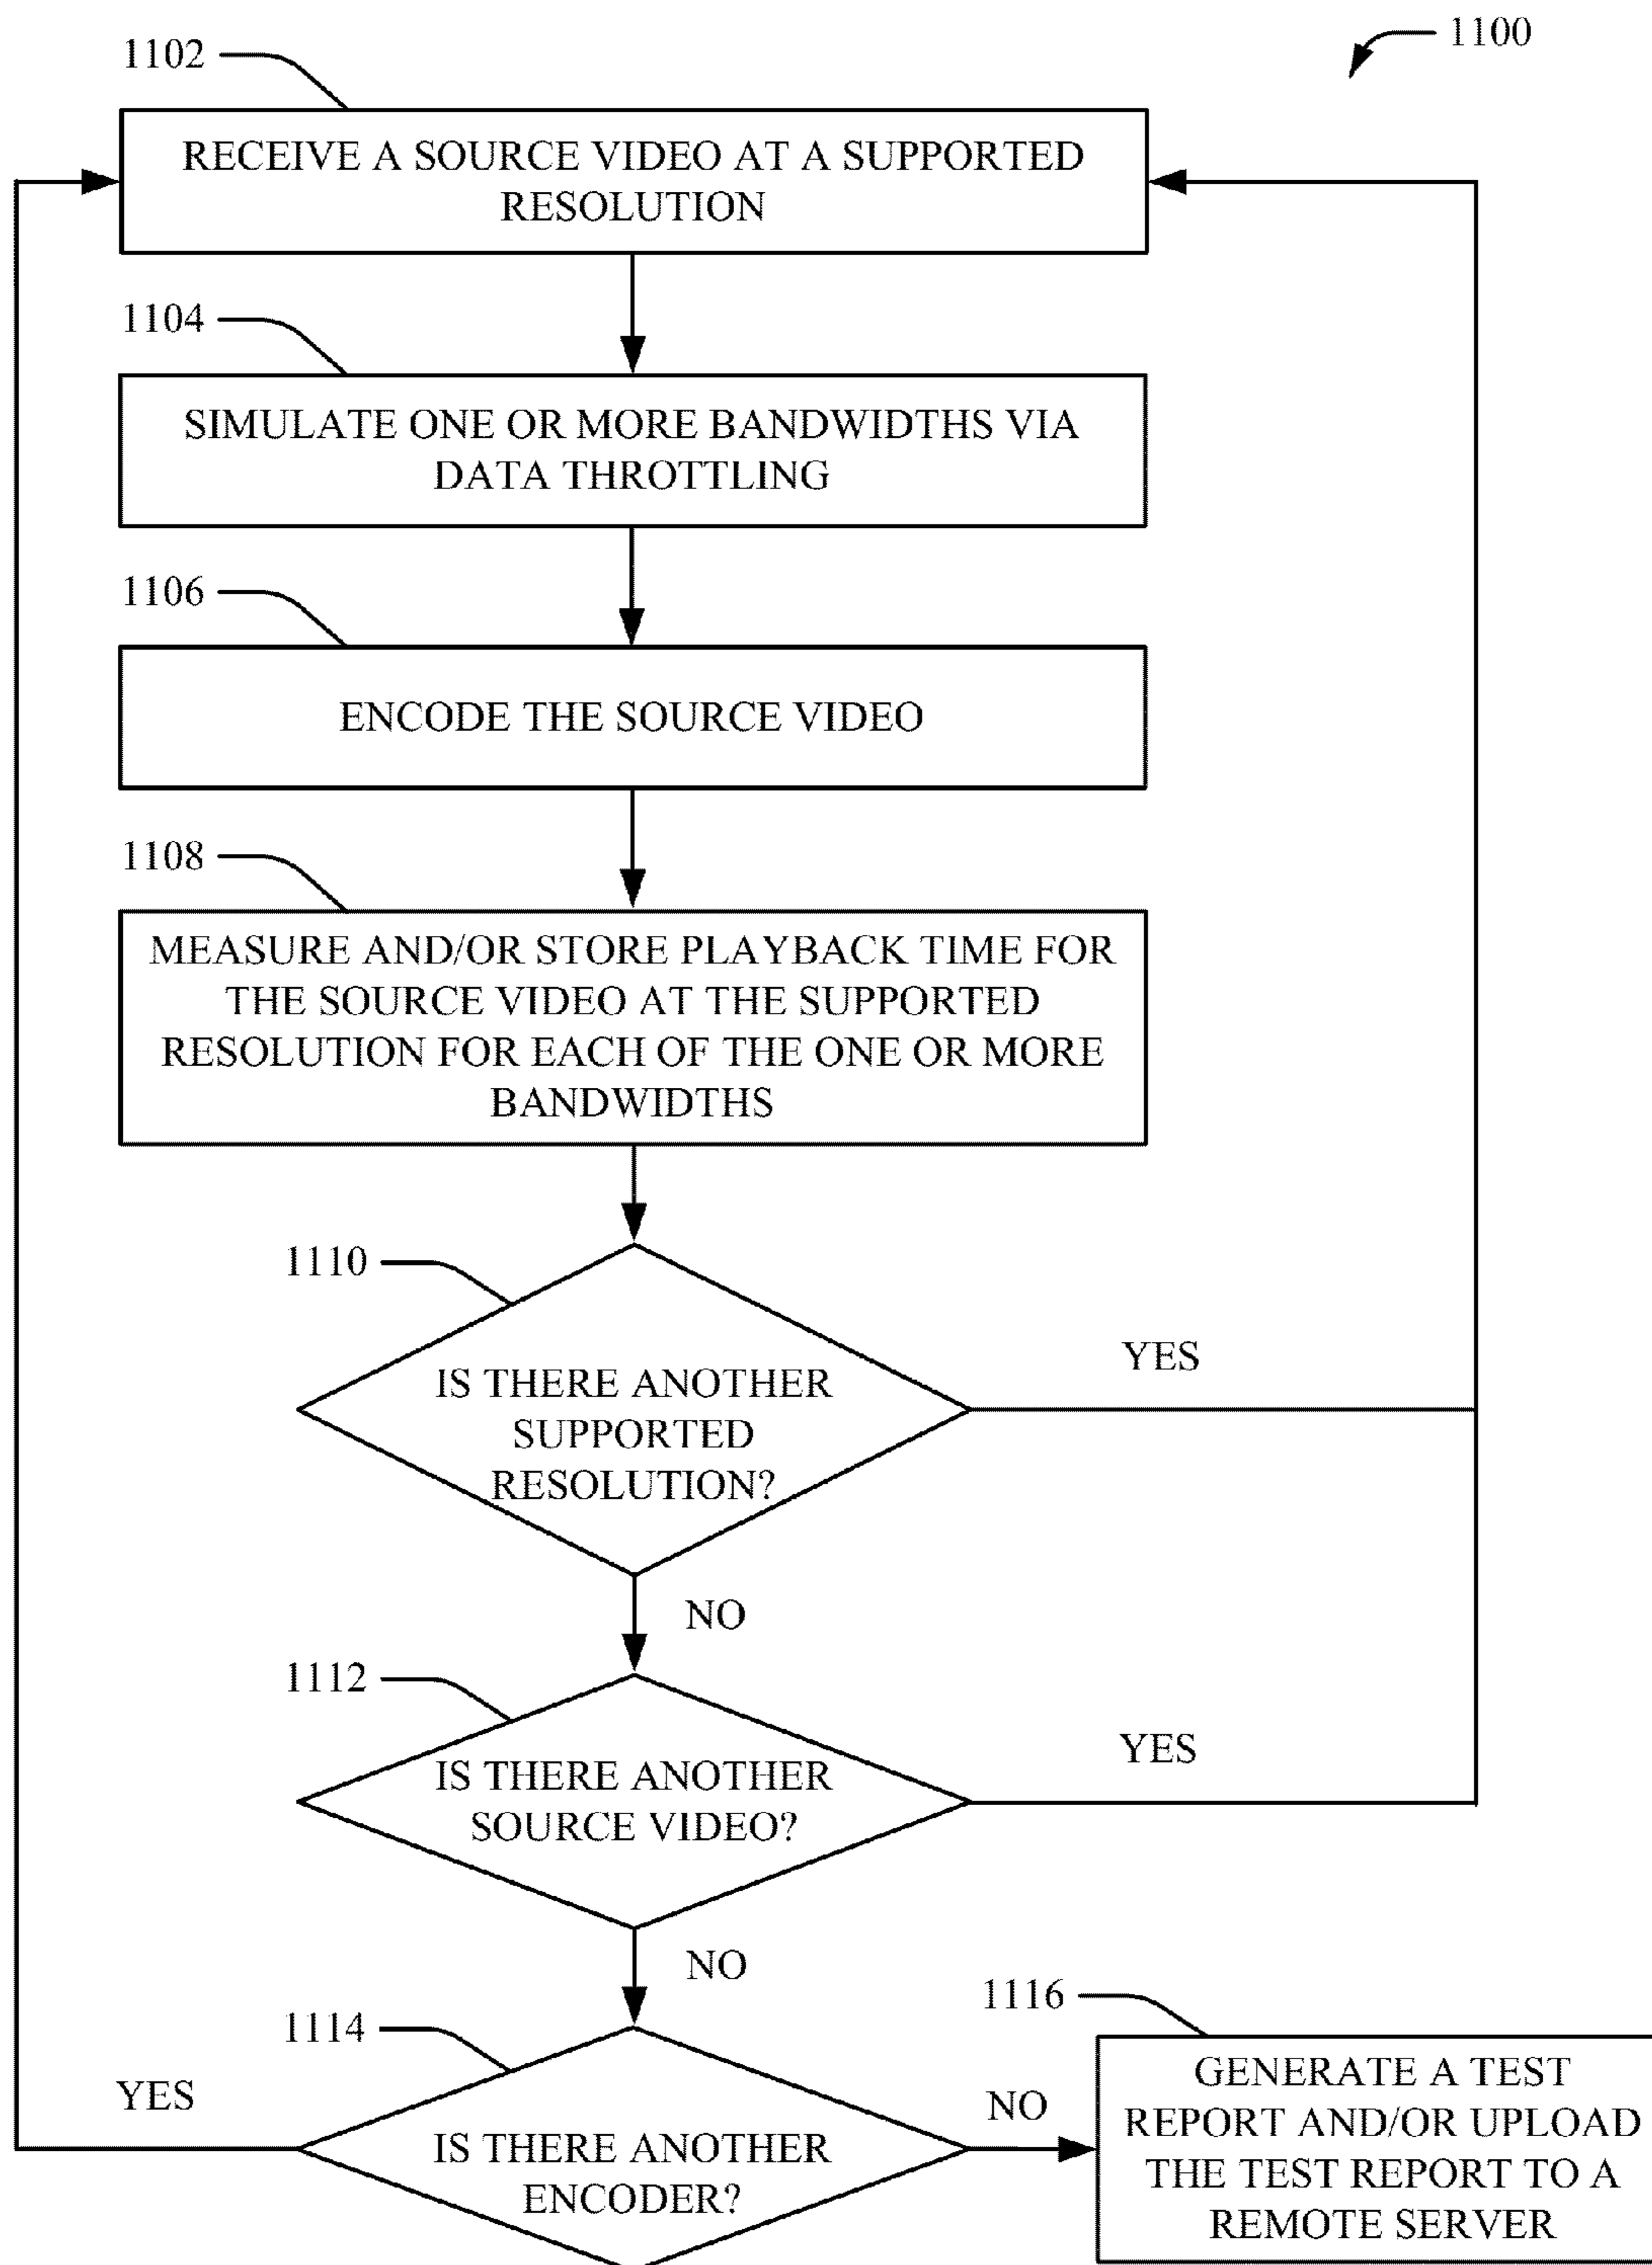 1100
1102
RECEIVE A SOURCE VIDEO AT A SUPPORTED
RESOLUTION
1104
SIMULATE ONE OR MORE BANDWIDTHS VIA
DATA THROTTLING
1106
ENCODE THE SOURCE VIDEO
1108
MEASURE AND/OR STORE PLAYBACK TIME FOR
THE SOURCE VIDEO AT THE SUPPORTED
RESOLUTION FOR EACH OF THE ONE OR MORE
BANDWIDTHS
1110
IS THERE ANOTHER
SUPPORTED
RESOLUTION?
YES
NO
1112
IS THERE ANOTHER
SOURCE VIDEO?
YES
NO
1114
IS THERE ANOTHER
ENCODER?
YES
NO
1116
GENERATE A TEST
REPORT AND/OR UPLOAD
THE TEST REPORT TO A
REMOTE SERVER